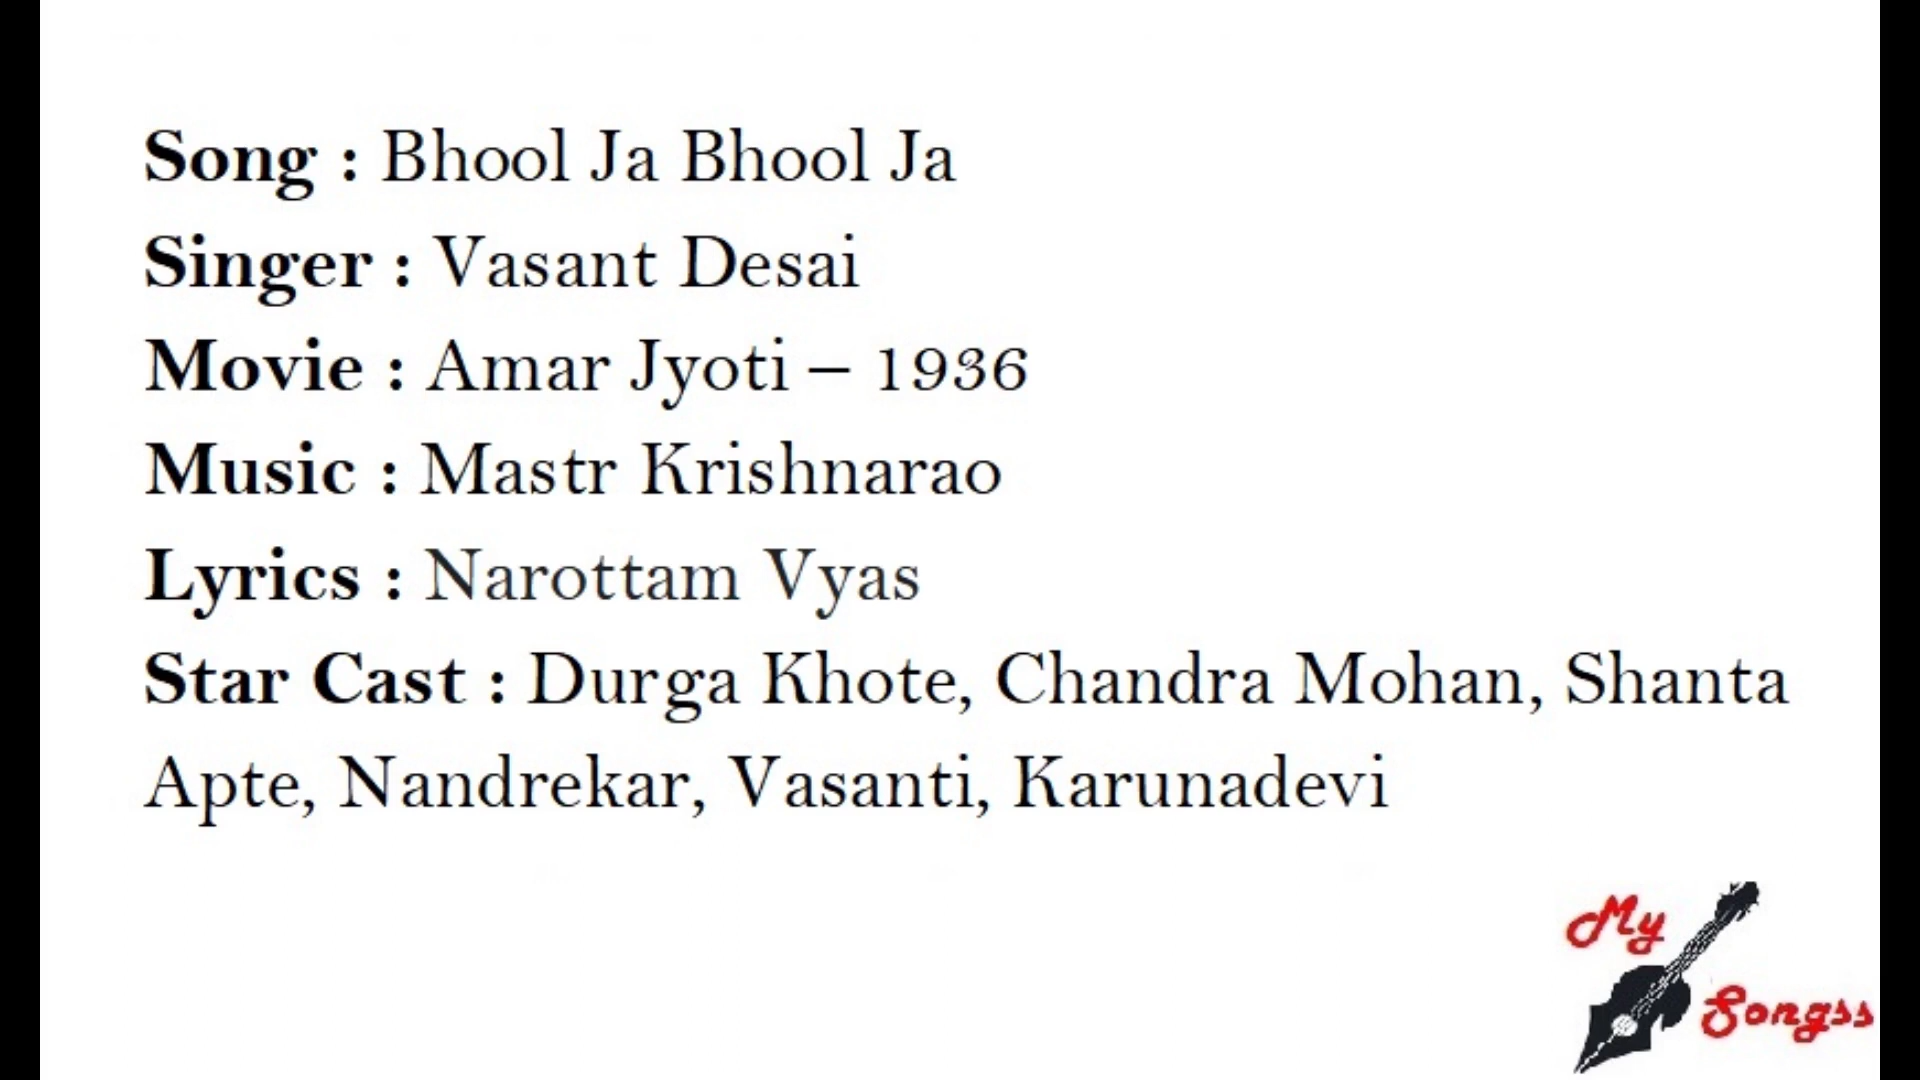 Song : Bhool Ja Bhool Ja
Singer : Vasant Desai
Movie : Amar Jyoti – 1936
Music : Mastr Krishnarao
Lyrics : Narottam Vyas
Star Cast : Durga Khote, Chandra Mohan, Shanta
Apte, Nandrekar, Vasanti, Karunadevi
My
Songss